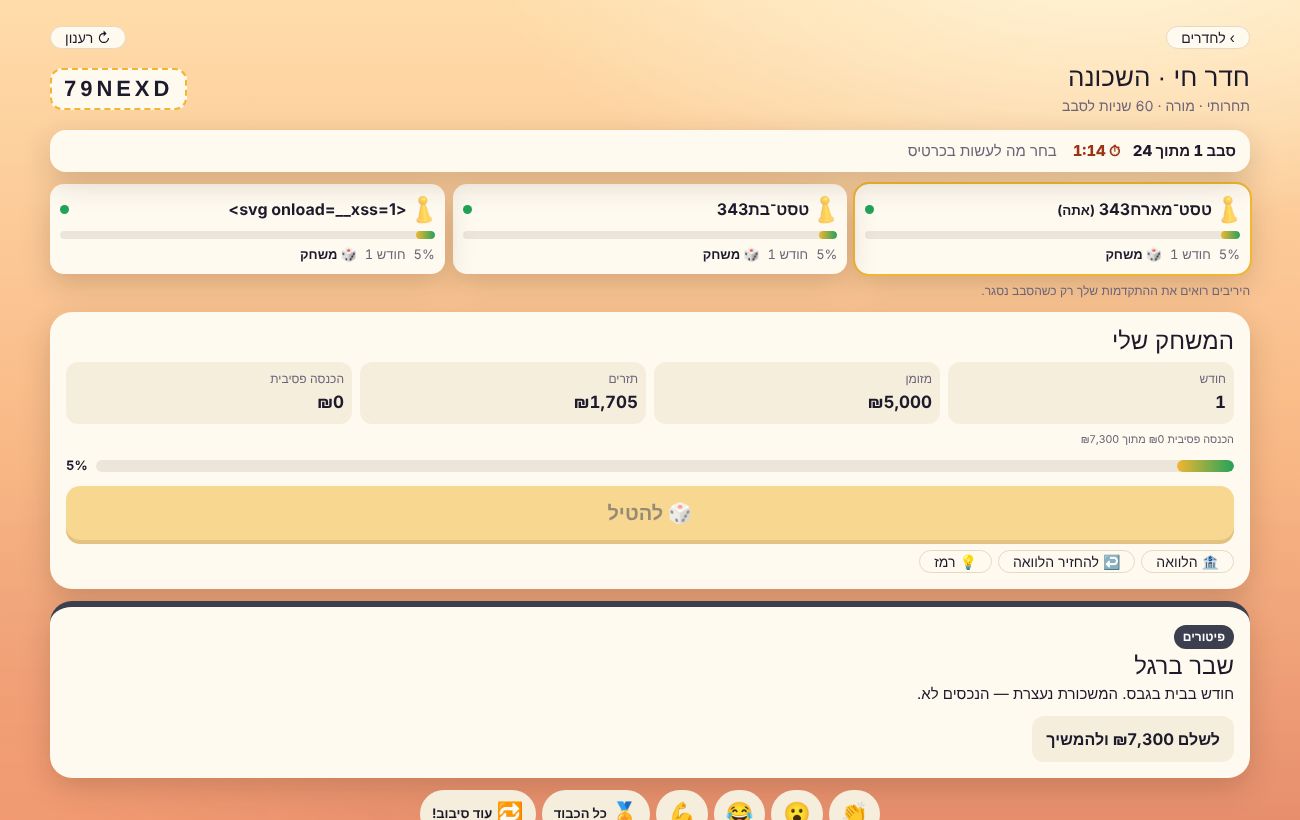 ‹ לחדרים
↻ רענון
חדר חי · השכונה
79NEXD
תחרותי · מורה · 60 שניות לסבב
סבב 1 מתוך 24 ⏱ 1:14 בחר מה לעשות בכרטיס
טסט־מארח343 (אתה)
5% חודש 1 🎲 משחק
טסט־בת343
5% חודש 1 🎲 משחק
<svg onload=__xss=1>
5% חודש 1 🎲 משחק
היריבים רואים את ההתקדמות שלך רק כשהסבב נסגר.
המשחק שלי
חודש
1
מזומן
₪5,000
תזרים
₪1,705
הכנסה פסיבית
₪0
הכנסה פסיבית ₪0 מתוך ₪7,300
5%
🎲 להטיל
🏦 הלוואה
↩️ להחזיר הלוואה
💡 רמז
פיטורים
שבר ברגל
חודש בבית בגבס. המשכורת נעצרת — הנכסים לא.
לשלם ₪7,300 ולהמשיך
👏 😮 😂 💪 🏅 כל הכבוד 🔁 עוד סיבוב!